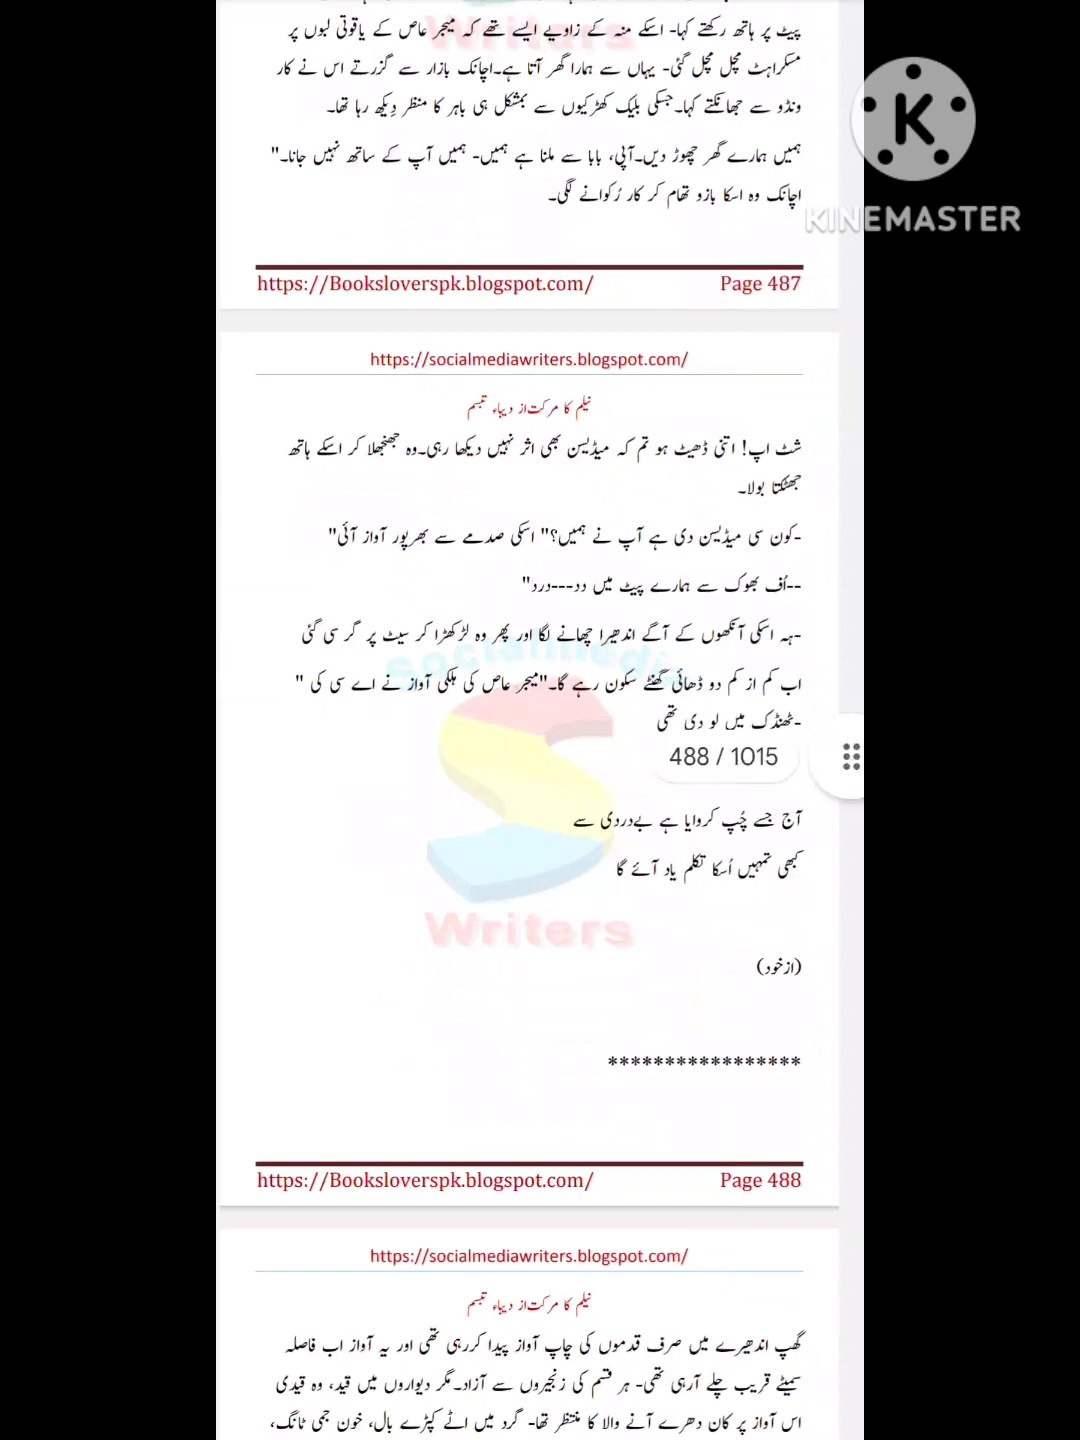 پیٹ پر ہاتھ رکھتے کہا- اسکے منہ کے زاویے ایسے تھے کہ میجر عاص کے یاقوتی لبوں پر
مسکراہٹ مچل مچل گئی- یہاں سے ہمارا گھر آتا ہے۔اچانک بازار سے گزرتے اس نے کار
ونڈو سے جھانکتے کہا۔جسکی بلیک کھڑکیوں سے بمشکل ہی باہر کا منظر دِیکھ رہا تھا۔
ہمیں ہمارے گھر چھوڑ دیں۔آپی، بابا سے ملنا ہے ہمیں- ہمیں آپ کے ساتھ نہیں جانا۔"
اچانک وہ اسکا بازو تھام کر کار رُکوانے لگی۔
KINEMASTER
https://Booksloverspk.blogspot.com/ Page 487
https://socialmediawriters.blogspot.com/
نیلم کا مرکت از دیباء تبسم
شٹ اپ! اتنی ڈھیٹ ہو تم کہ میڈیسن بھی اثر نہیں دیکھا رہی۔وہ جھنجھلا کر اسکے ہاتھ
جھٹکتا بولا۔
-کون سی میڈیسن دی ہے آپ نے ہمیں؟" اسکی صدمے سے بھرپور آواز آئی"
--اُف بھوک سے ہمارے پیٹ میں دد---درد"
-ہہ اسکی آنکھوں کے آگے اندھیرا چھانے لگا اور پھر وہ لڑکھڑا کر سیٹ پر گر سی گئی
اب کم از کم دو ڈھائی گھنٹے سکون رہے گا۔"میجر عاص کی ہلکی آواز نے اے سی کی "
-ٹھنڈک میں لو دی تھی
488 / 1015
آج جسے چُپ کروایا ہے بےدردی سے
کبھی تمہیں اُسکا تکلم یاد آئے گا
Socialmedia
Writers
(ازخود)
*****************
https://Booksloverspk.blogspot.com/ Page 488
https://socialmediawriters.blogspot.com/
نیلم کا مرکت از دیباء تبسم
گھپ اندھیرے میں صرف قدموں کی چاپ آواز پیدا کررہی تھی اور یہ آواز اب فاصلہ
سمیٹے قریب چلے آرہی تھی- ہر قسم کی زنجیروں سے آزاد۔مگر دیواروں میں قید، وہ قیدی
اس آواز پر کان دھرے آنے والا کا منتظر تھا- گرد میں اٹے کپڑے بال، خون جمی ٹانگ،